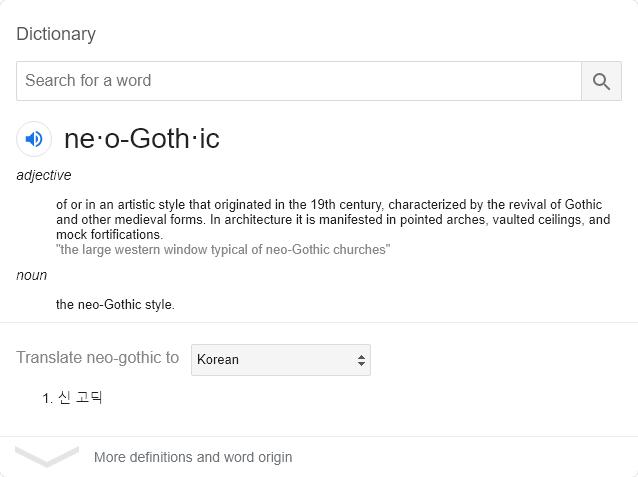 Dictionary
Search for a word
ne·o-Goth·ic
adjective
of or in an artistic style that originated in the 19th century, characterized by the revival of Gothic
and other medieval forms. In architecture it is manifested in pointed arches, vaulted ceilings, and
mock fortifications.
"the large western window typical of neo-Gothic churches"
noun
the neo-Gothic style.
Translate neo-gothic to Korean
1. 신 고딕
More definitions and word origin